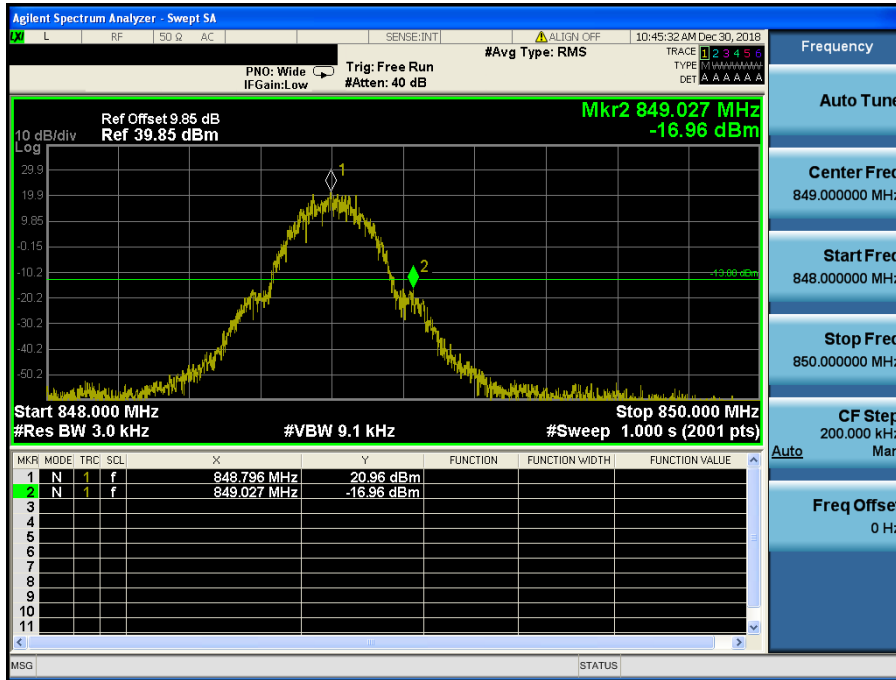 Agilent Spectrum Analyzer - Swept SA
LXI L RF 50 Ω AC SENSE:INT ALIGN OFF 10:45:32 AM Dec 30, 2018
#Avg Type: RMS
TRACE 1 2 3 4 5 6
TYPE M WWWWW
DET A A A A A A
PNO: Wide
IFGain:Low
Trig: Free Run
#Atten: 40 dB
Mkr2 849.027 MHz
-16.96 dBm
Ref Offset 9.85 dB
10 dB/div Ref 39.85 dBm
Log
29.9
19.9
9.85
-0.15
-10.2
-20.2
-30.2
-40.2
-50.2
1
2
-13.00 dBm
Start 848.000 MHz Stop 850.000 MHz
#Res BW 3.0 kHz #VBW 9.1 kHz #Sweep 1.000 s (2001 pts)
MKR MODE TRC SCL X Y FUNCTION FUNCTION WIDTH FUNCTION VALUE
1 N 1 f 848.796 MHz 20.96 dBm
2 N 1 f 849.027 MHz -16.96 dBm
3
4
5
6
7
8
9
10
11
MSG STATUS
Frequency
Auto Tune
Center Freq
849.000000 MHz
Start Freq
848.000000 MHz
Stop Freq
850.000000 MHz
CF Step
200.000 kHz
Auto Man
Freq Offset
0 Hz